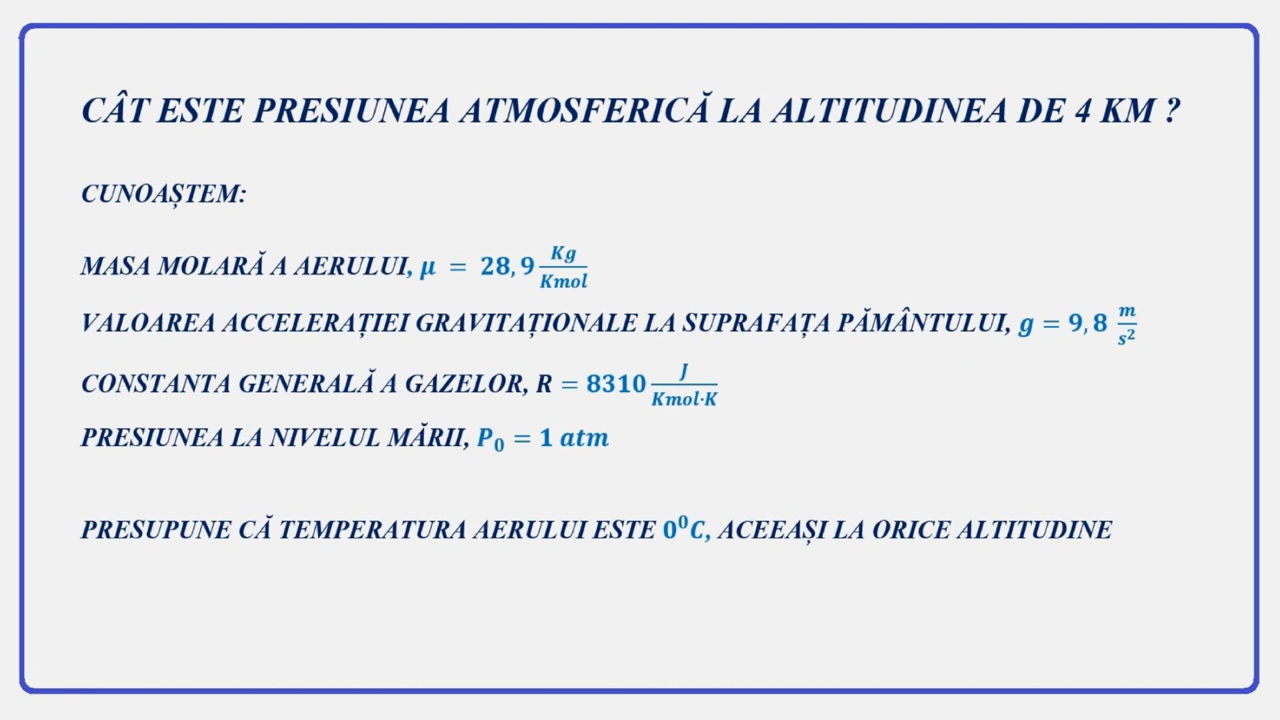 CÂT ESTE PRESIUNEA ATMOSFERICĂ LA ALTITUDINEA DE 4 KM ?
CUNOAȘTEM:
MASA MOLARĂ A AERULUI, μ = 28,9 Kg/Kmol
VALOAREA ACCELERAȚIEI GRAVITAȚIONALE LA SUPRAFAȚA PĂMÂNTULUI, g = 9,8 m/s²
CONSTANTA GENERALĂ A GAZELOR, R = 8310 J/Kmol·K
PRESIUNEA LA NIVELUL MĂRII, P₀ = 1 atm
PRESUPUNE CĂ TEMPERATURA AERULUI ESTE 0⁰C, ACEEAȘI LA ORICE ALTITUDINE